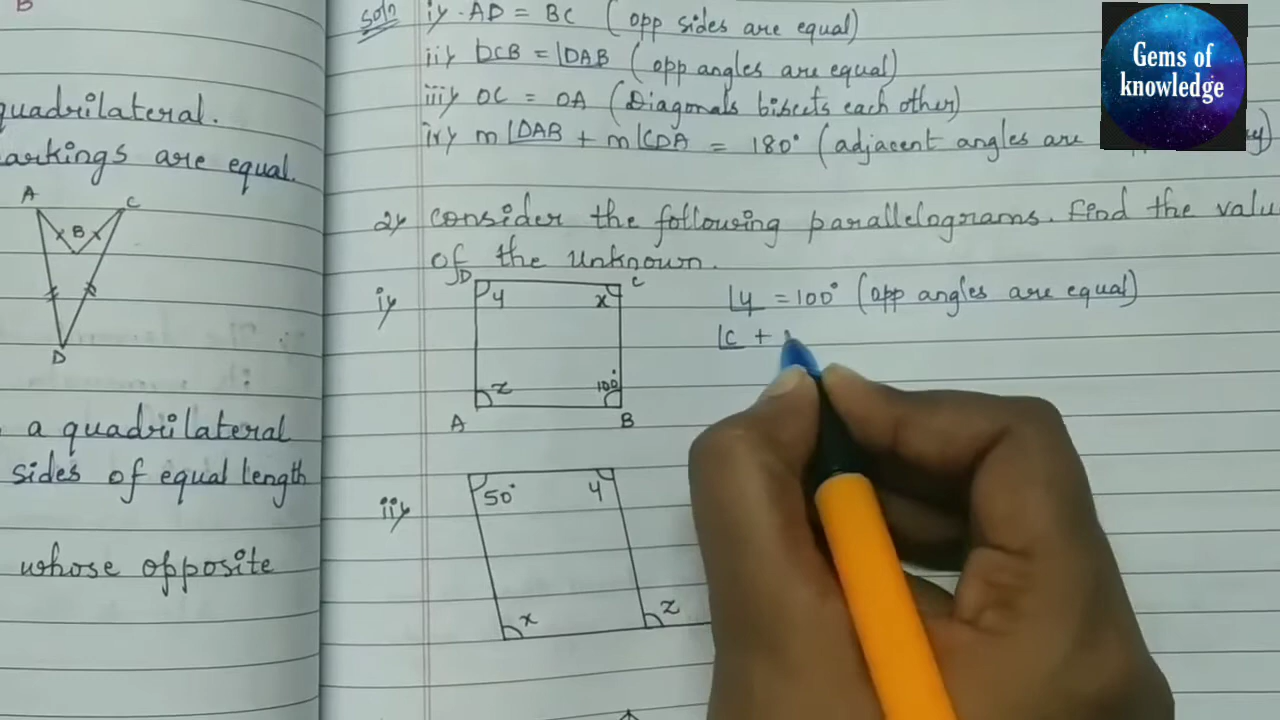 B
quadrilateral.
arkings are equal.
A
C
B
D
a quadrilateral
sides of equal length
whose opposite
Soln
i) AD = BC (opp sides are equal)
ii) ∠DCB = ∠DAB (opp angles are equal)
iii) OC = OA (Diagonals bisects each other)
iv) m∠DAB + m∠CDA = 180° (adjacent angles are
2) Consider the following parallelograms. Find the valu
of the unknown.
i)
D
C
y
x
z
100°
A
B
∠y = 100° (opp angles are equal)
∠C +
ii)
50°
y
x
z
Gems of
knowledge